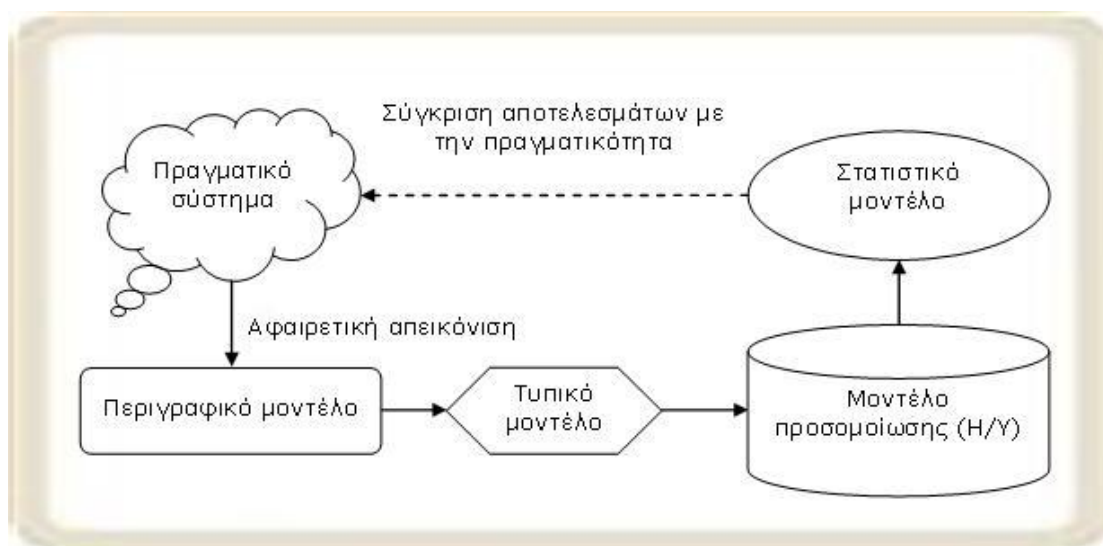 Πραγματικό
σύστημα
Σύγκριση αποτελεσμάτων με
την πραγματικότητα
Στατιστικό
μοντέλο
Αφαιρετική απεικόνιση
Περιγραφικό μοντέλο
Τυπικό
μοντέλο
Μοντέλο
προσομοίωσης (Η/Υ)